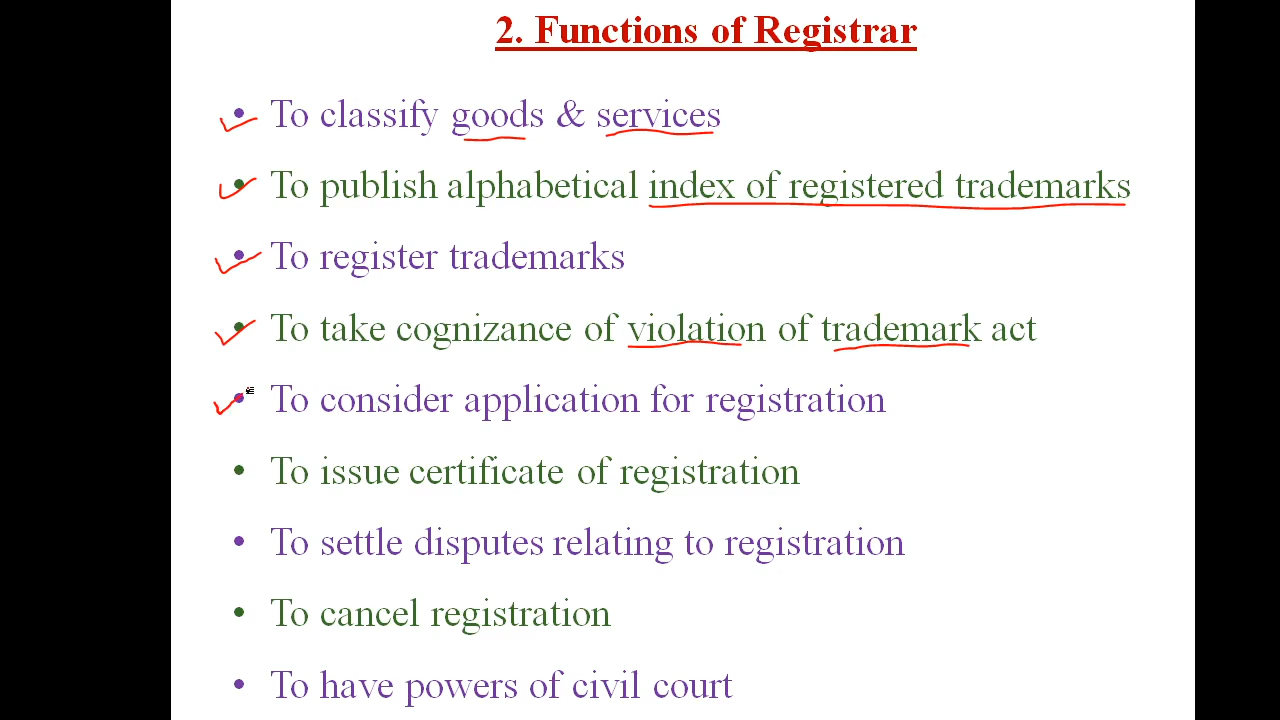 2. Functions of Registrar
• To classify goods & services
• To publish alphabetical index of registered trademarks
• To register trademarks
• To take cognizance of violation of trademark act
• To consider application for registration
• To issue certificate of registration
• To settle disputes relating to registration
• To cancel registration
• To have powers of civil court